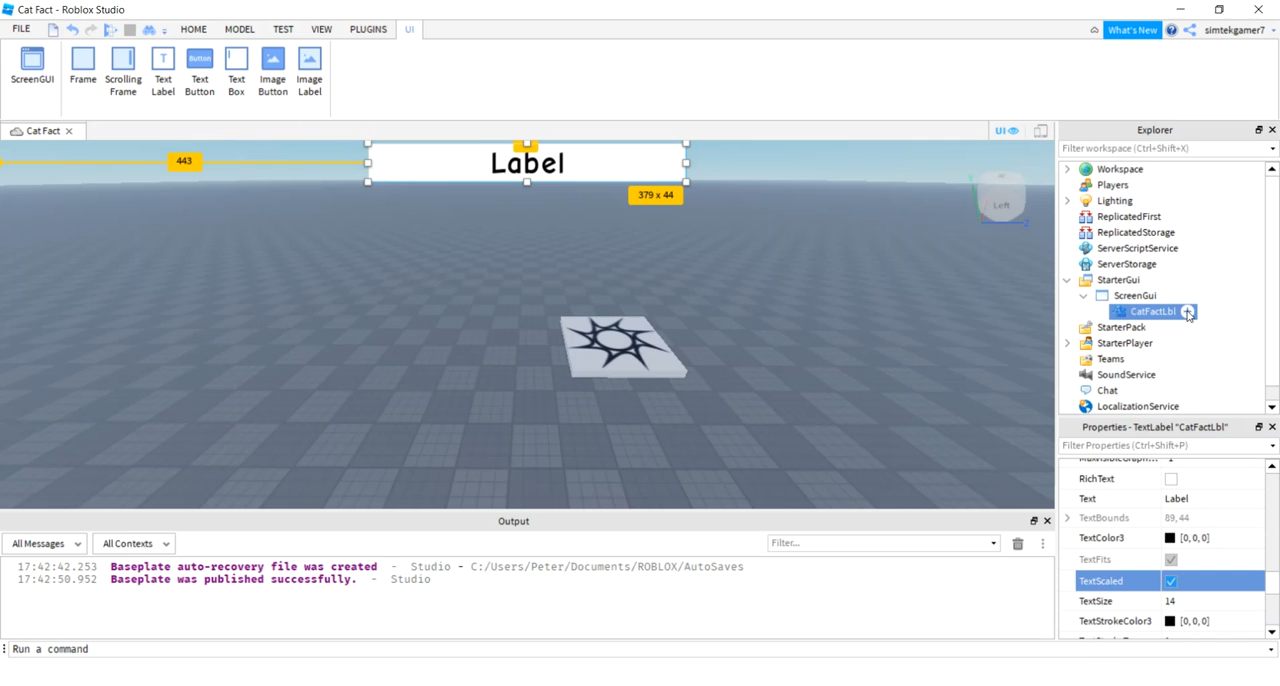 Cat Fact - Roblox Studio
FILE HOME MODEL TEST VIEW PLUGINS UI What's New simtekgamer7
ScreenGUI Frame Scrolling Frame Text Label Button Text Button Text Box Image Button Image Label
Cat Fact UI
443 Label
379 x 44
Left
Explorer
Filter workspace (Ctrl+Shift+X)
Workspace
Players
Lighting
ReplicatedFirst
ReplicatedStorage
ServerScriptService
ServerStorage
StarterGui
ScreenGui
CatFactLbl
StarterPack
StarterPlayer
Teams
SoundService
Chat
LocalizationService
Properties - TextLabel "CatFactLbl"
Filter Properties (Ctrl+Shift+P)
RichText
Text Label
TextBounds 89, 44
TextColor3 [0,0,0]
TextFits
TextScaled
TextSize 14
TextStrokeColor3 [0,0,0]
Output
All Messages All Contexts Filter...
17:42:42.253 Baseplate auto-recovery file was created - Studio - C:/Users/Peter/Documents/ROBLOX/AutoSaves
17:42:50.952 Baseplate was published successfully. - Studio
Run a command